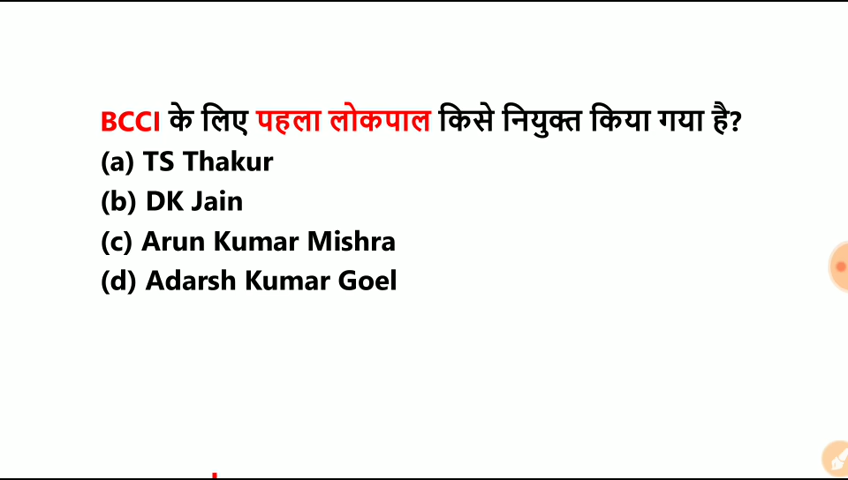 BCCI के लिए पहला लोकपाल किसे नियुक्त किया गया है?
(a) TS Thakur
(b) DK Jain
(c) Arun Kumar Mishra
(d) Adarsh Kumar Goel